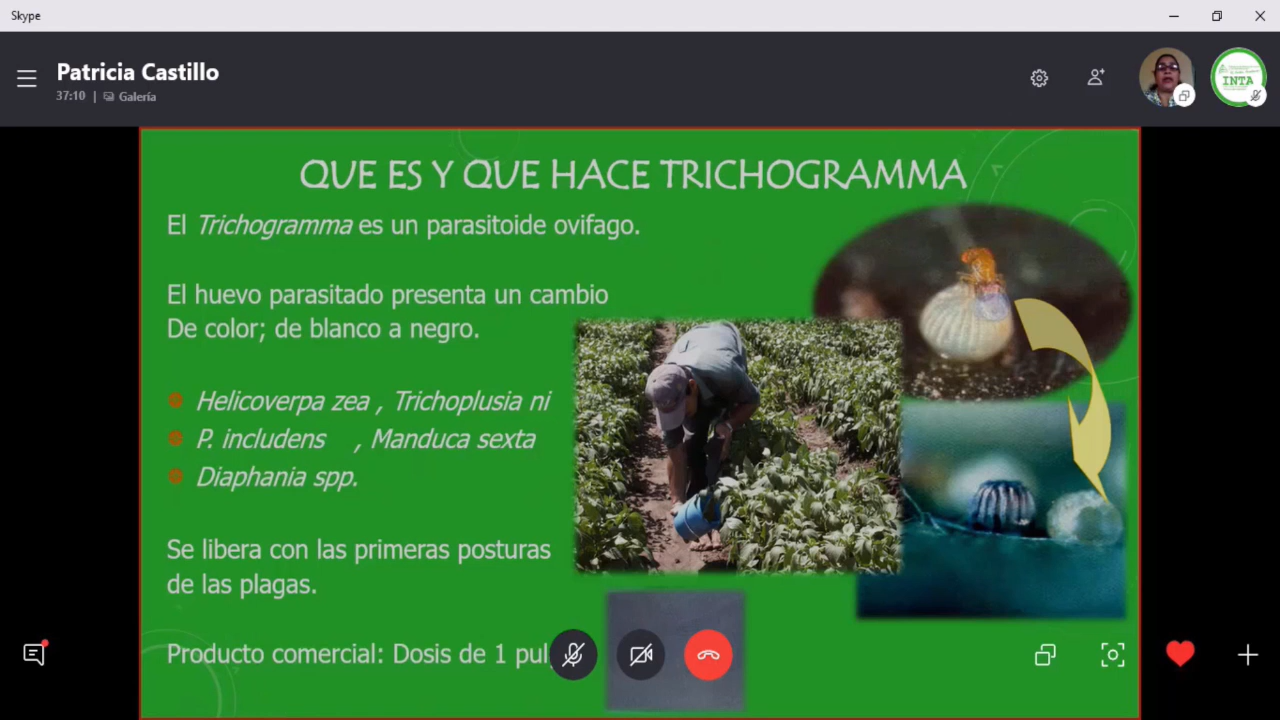 Skype
Patricia Castillo
37:10 | Galería
INTA
QUE ES Y QUE HACE TRICHOGRAMMA
El Trichogramma es un parasitoide ovifago.
El huevo parasitado presenta un cambio
De color; de blanco a negro.
Helicoverpa zea , Trichoplusia ni
P. includens , Manduca sexta
Diaphania spp.
Se libera con las primeras posturas
de las plagas.
Producto comercial: Dosis de 1